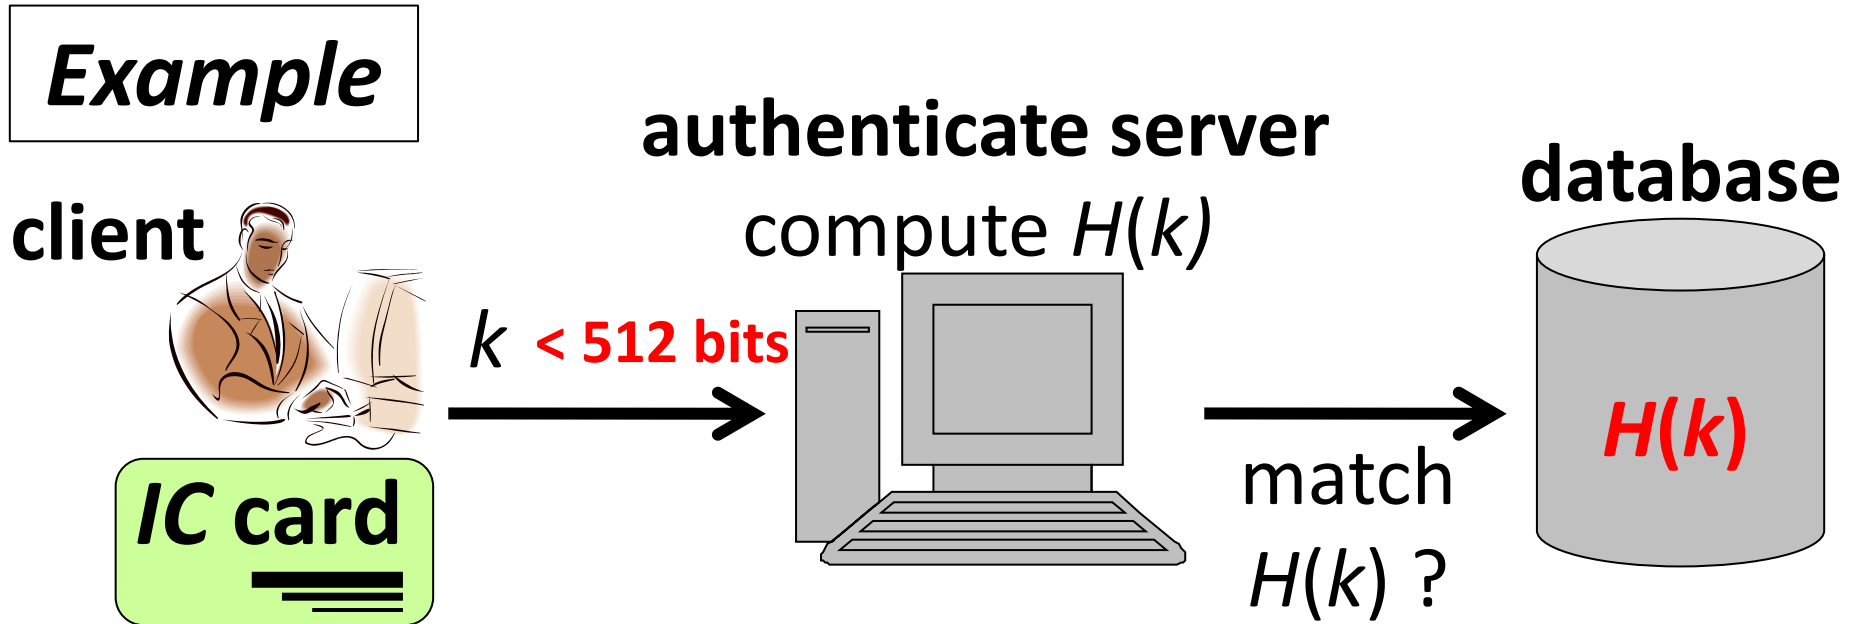 Example
client
IC card
k < 512 bits
authenticate server
compute H(k)
match
H(k) ?
database
H(k)